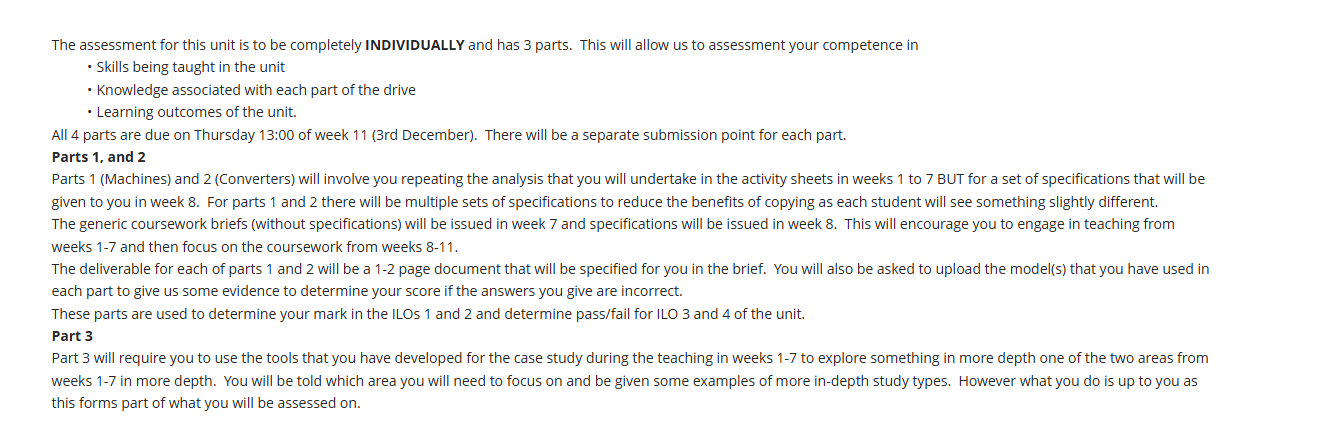 The assessment for this unit is to be completely INDIVIDUALLY and has 3 parts.  This will allow us to assessment your competence in
• Skills being taught in the unit
• Knowledge associated with each part of the drive
• Learning outcomes of the unit.
All 4 parts are due on Thursday 13:00 of week 11 (3rd December).  There will be a separate submission point for each part.
Parts 1, and 2
Parts 1 (Machines) and 2 (Converters) will involve you repeating the analysis that you will undertake in the activity sheets in weeks 1 to 7 BUT for a set of specifications that will be
given to you in week 8.  For parts 1 and 2 there will be multiple sets of specifications to reduce the benefits of copying as each student will see something slightly different.
The generic coursework briefs (without specifications) will be issued in week 7 and specifications will be issued in week 8.  This will encourage you to engage in teaching from
weeks 1-7 and then focus on the coursework from weeks 8-11.
The deliverable for each of parts 1 and 2 will be a 1-2 page document that will be specified for you in the brief.  You will also be asked to upload the model(s) that you have used in
each part to give us some evidence to determine your score if the answers you give are incorrect.
These parts are used to determine your mark in the ILOs 1 and 2 and determine pass/fail for ILO 3 and 4 of the unit.
Part 3
Part 3 will require you to use the tools that you have developed for the case study during the teaching in weeks 1-7 to explore something in more depth one of the two areas from
weeks 1-7 in more depth.  You will be told which area you will need to focus on and be given some examples of more in-depth study types.  However what you do is up to you as
this forms part of what you will be assessed on.